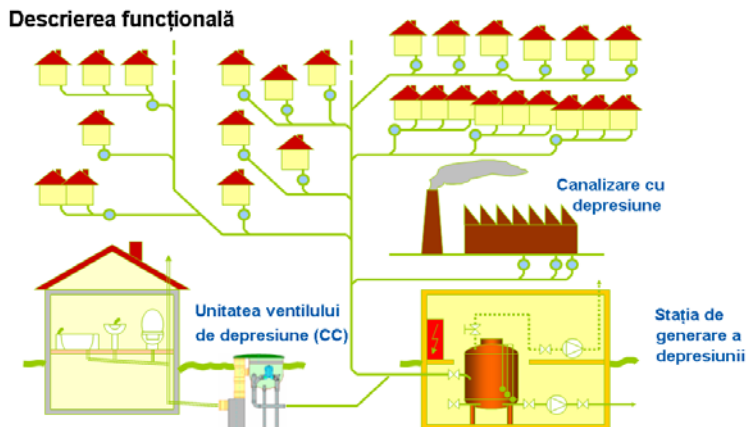 Descrierea funcțională
Canalizare cu
depresiune
Unitatea ventilului
de depresiune (CC)
Stația de
generare a
depresiunii